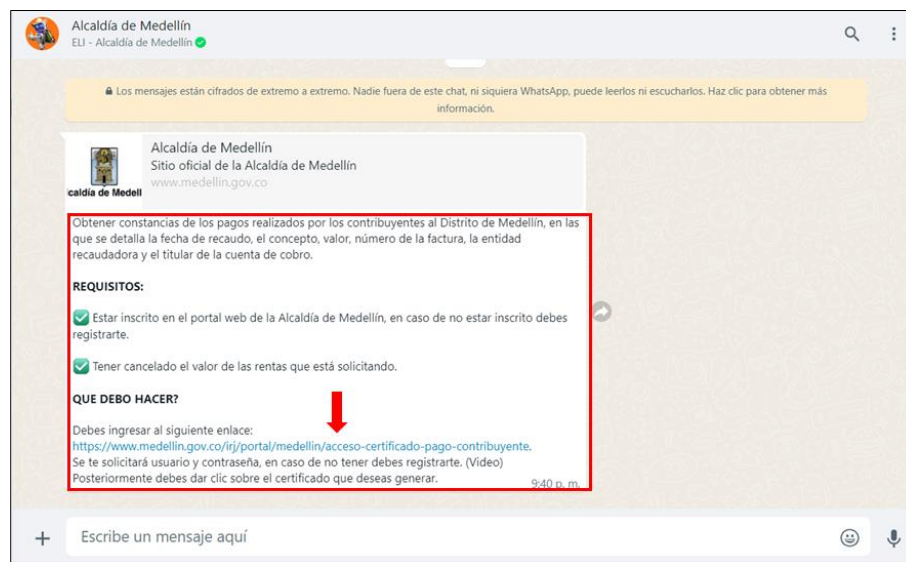 Alcaldía de Medellín
ELI - Alcaldía de Medellín
Los mensajes están cifrados de extremo a extremo. Nadie fuera de este chat, ni siquiera WhatsApp, puede leerlos ni escucharlos. Haz clic para obtener más
información.
Alcaldía de Medellín
Sitio oficial de la Alcaldía de Medellín
www.medellin.gov.co
caldía de Medell
Obtener constancias de los pagos realizados por los contribuyentes al Distrito de Medellín, en las
que se detalla la fecha de recaudo, el concepto, valor, número de la factura, la entidad
recaudadora y el titular de la cuenta de cobro.
REQUISITOS:
Estar inscrito en el portal web de la Alcaldía de Medellín, en caso de no estar inscrito debes
registrarte.
Tener cancelado el valor de las rentas que está solicitando.
QUE DEBO HACER?
Debes ingresar al siguiente enlace:
https://www.medellin.gov.co/irj/portal/medellin/acceso-certificado-pago-contribuyente.
Se te solicitará usuario y contraseña, en caso de no tener debes registrarte. (Video)
Posteriormente debes dar clic sobre el certificado que deseas generar.
9:40 p. m.
Escribe un mensaje aquí